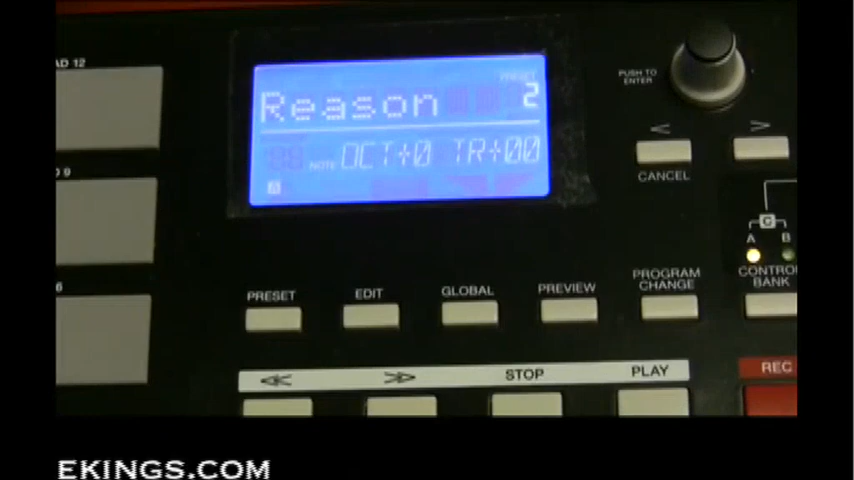 AD 12
PRESET
Reason 2
NOTE OCT+0 TR+00
PUSH TO
ENTER
< >
CANCEL
9
6
G
A B
PRESET EDIT GLOBAL PREVIEW PROGRAM
CHANGE
CONTROL
BANK
≪ ≫ STOP PLAY REC
EKINGS.COM